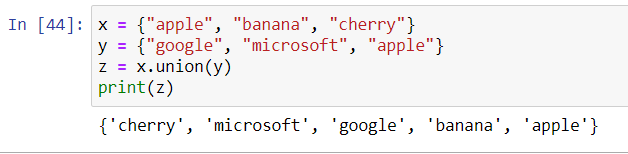 In [44]: x = {"apple", "banana", "cherry"}
y = {"google", "microsoft", "apple"}
z = x.union(y)
print(z)
{'cherry', 'microsoft', 'google', 'banana', 'apple'}